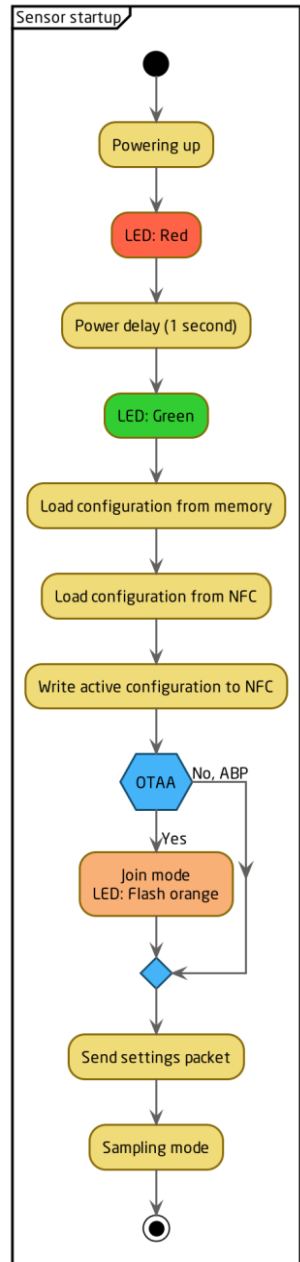 Sensor startup
Powering up
LED: Red
Power delay (1 second)
LED: Green
Load configuration from memory
Load configuration from NFC
Write active configuration to NFC
OTAA
No, ABP
Yes
Join mode
LED: Flash orange
Send settings packet
Sampling mode